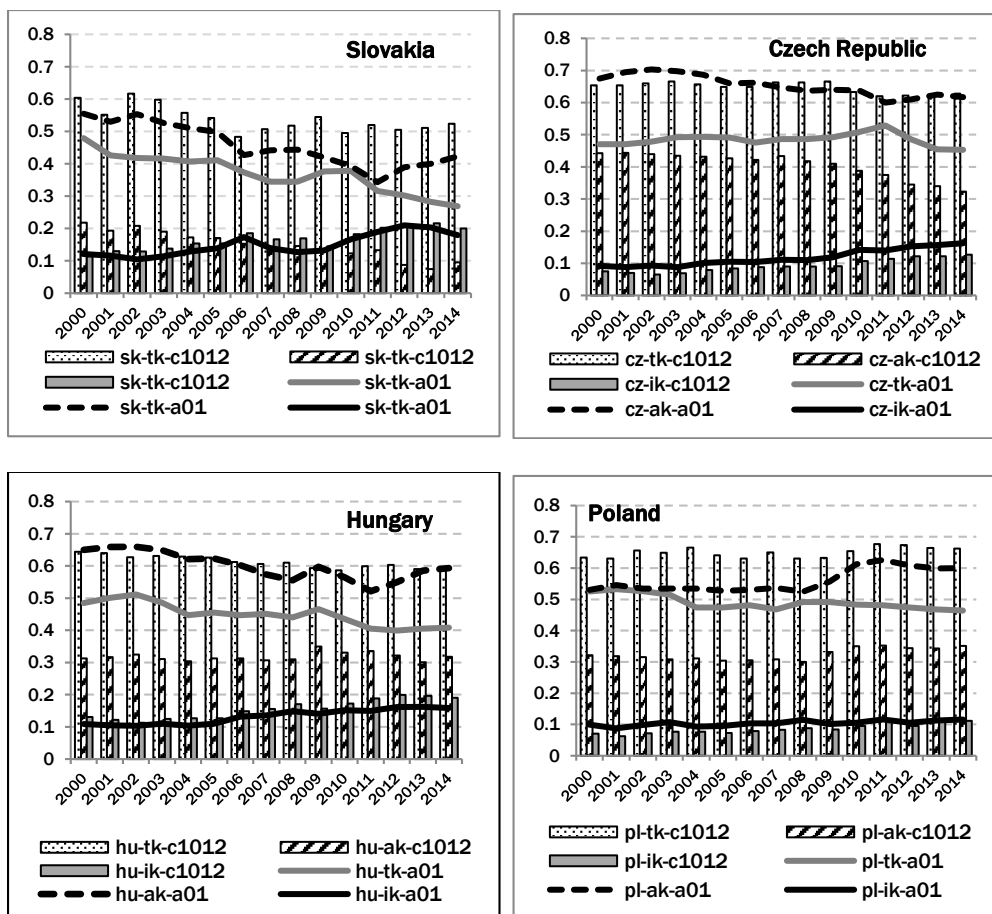 Slovakia
0.8
0.7
0.6
0.5
0.4
0.3
0.2
0.1
0
2000 2001 2002 2003 2004 2005 2006 2007 2008 2009 2010 2011 2012 2013 2014
sk-tk-c1012 sk-tk-c1012
sk-tk-c1012 sk-tk-a01
sk-tk-a01 sk-tk-a01
Czech Republic
0.8
0.7
0.6
0.5
0.4
0.3
0.2
0.1
0
2000 2001 2002 2003 2004 2005 2006 2007 2008 2009 2010 2011 2012 2013 2014
cz-tk-c1012 cz-ak-c1012
cz-ik-c1012 cz-tk-a01
cz-ak-a01 cz-ik-a01
Hungary
0.8
0.7
0.6
0.5
0.4
0.3
0.2
0.1
0
2000 2001 2002 2003 2004 2005 2006 2007 2008 2009 2010 2011 2012 2013 2014
hu-tk-c1012 hu-ak-c1012
hu-ik-c1012 hu-tk-a01
hu-ak-a01 hu-ik-a01
Poland
0.8
0.7
0.6
0.5
0.4
0.3
0.2
0.1
0
2000 2001 2002 2003 2004 2005 2006 2007 2008 2009 2010 2011 2012 2013 2014
pl-tk-c1012 pl-ak-c1012
pl-ik-c1012 pl-tk-a01
pl-ak-a01 pl-ik-a01